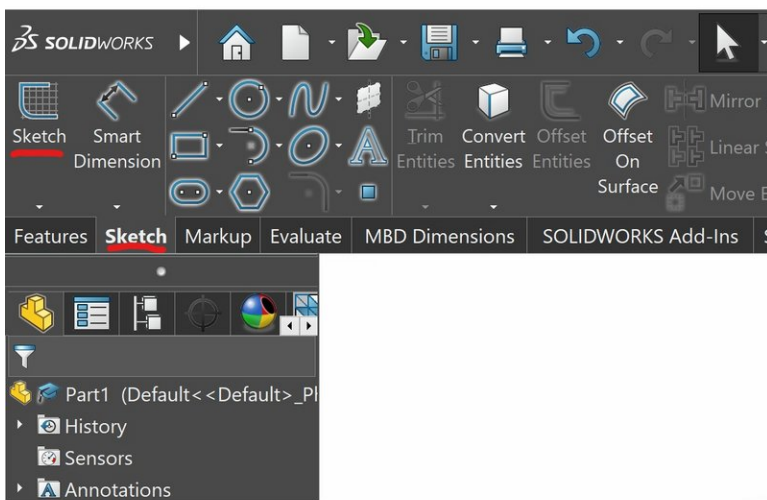 SOLIDWORKS
Sketch
Smart Dimension
Trim Entities
Convert Entities
Offset Entities
Offset On Surface
Mirror
Linear
Move
Features Sketch Markup Evaluate MBD Dimensions SOLIDWORKS Add-Ins
Part1 (Default<<Default>_P
History
Sensors
Annotations